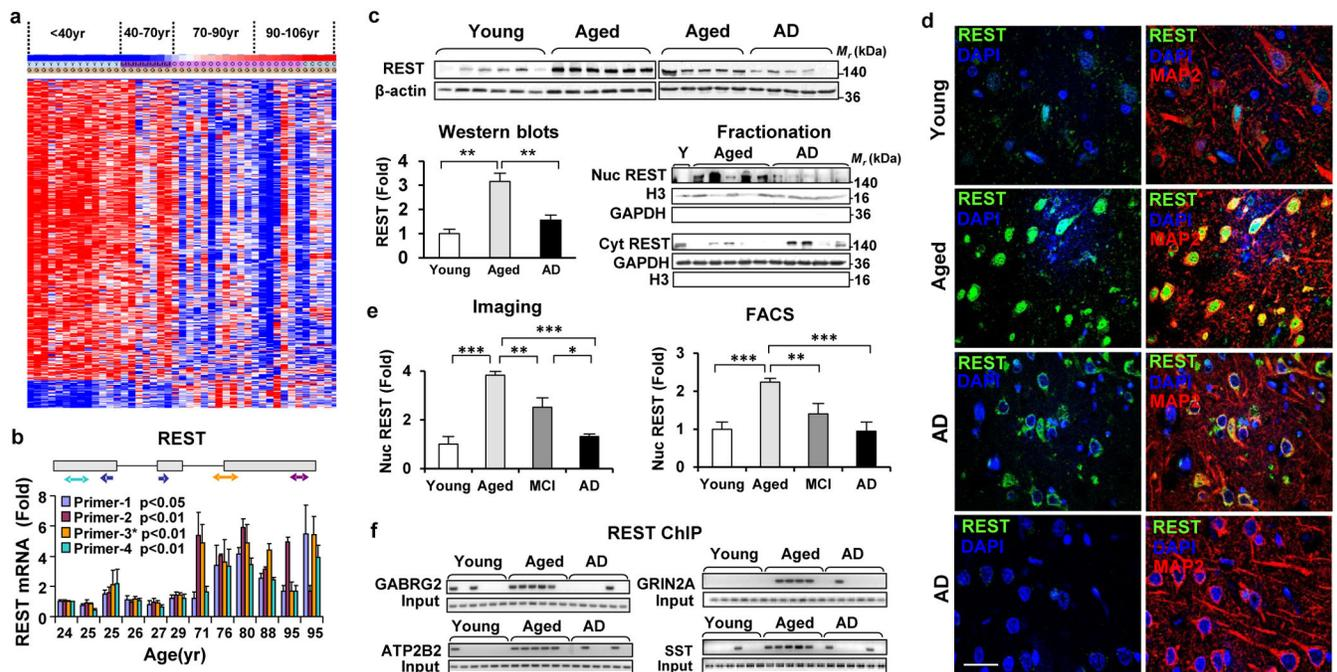 a
<40yr
40-70yr
70-90yr
90-106yr
b
REST
REST mRNA (Fold)
8
6
4
2
0
Primer-1 p<0.05
Primer-2 p<0.01
Primer-3* p<0.01
Primer-4 p<0.01
24 25 25 26 27 29 71 76 80 88 95 95
Age(yr)
c
Young Aged Aged AD
Mr (kDa)
REST
140
β-actin
36
Western blots
REST (Fold)
4
3
2
1
0
** **
Young Aged AD
Fractionation
Y Aged AD Mr (kDa)
Nuc REST
140
H3
16
GAPDH
36
Cyt REST
140
GAPDH
36
H3
16
d
Young
REST
DAPI
REST
DAPI
MAP2
Aged
REST
DAPI
REST
DAPI
MAP2
AD
REST
DAPI
REST
DAPI
MAP2
AD
REST
DAPI
REST
DAPI
MAP2
e
Imaging
Nuc REST (Fold)
4
2
0
***
*** ** *
Young Aged MCI AD
FACS
Nuc REST (Fold)
3
2
1
0
***
*** **
Young Aged MCI AD
f
REST ChIP
Young Aged AD
GABRG2
Input
Young Aged AD
GRIN2A
Input
Young Aged AD
ATP2B2
Input
Young Aged AD
SST
Input